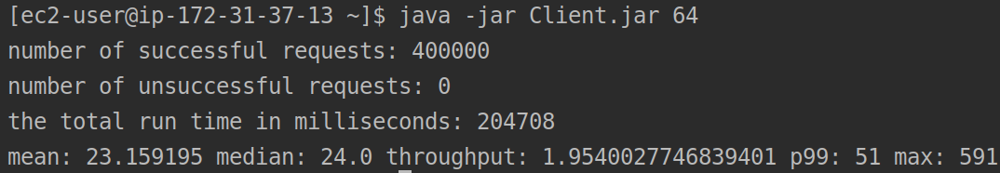 [ec2-user@ip-172-31-37-13 ~]$ java -jar Client.jar 64
number of successful requests: 400000
number of unsuccessful requests: 0
the total run time in milliseconds: 204708
mean: 23.159195 median: 24.0 throughput: 1.9540027746839401 p99: 51 max: 591